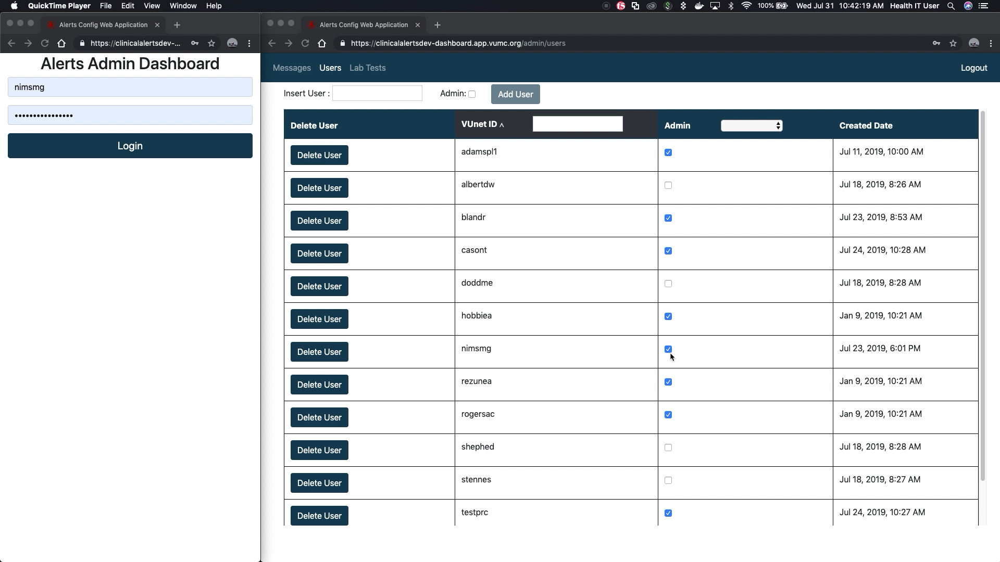 QuickTime Player File Edit View Window Help 100% Wed Jul 31 10:42:19 AM Health IT User
Alerts Config Web Application
https://clinicalalertsdev-...
Alerts Admin Dashboard
nimsmg
••••••••••••••••
Login
Alerts Config Web Application
https://clinicalalertsdev-dashboard.app.vumc.org/admin/users
Messages Users Lab Tests Logout
Insert User : Admin: Add User
Delete User VUnet ID Admin Created Date
Delete User adamspl1 Jul 11, 2019, 10:00 AM
Delete User albertdw Jul 18, 2019, 8:26 AM
Delete User blandr Jul 23, 2019, 8:53 AM
Delete User casont Jul 24, 2019, 10:28 AM
Delete User doddme Jul 18, 2019, 8:28 AM
Delete User hobbiea Jan 9, 2019, 10:21 AM
Delete User nimsmg Jul 23, 2019, 6:01 PM
Delete User rezunea Jan 9, 2019, 10:21 AM
Delete User rogersac Jan 9, 2019, 10:21 AM
Delete User shephed Jul 18, 2019, 8:28 AM
Delete User stennes Jul 18, 2019, 8:27 AM
Delete User testprc Jul 24, 2019, 10:27 AM